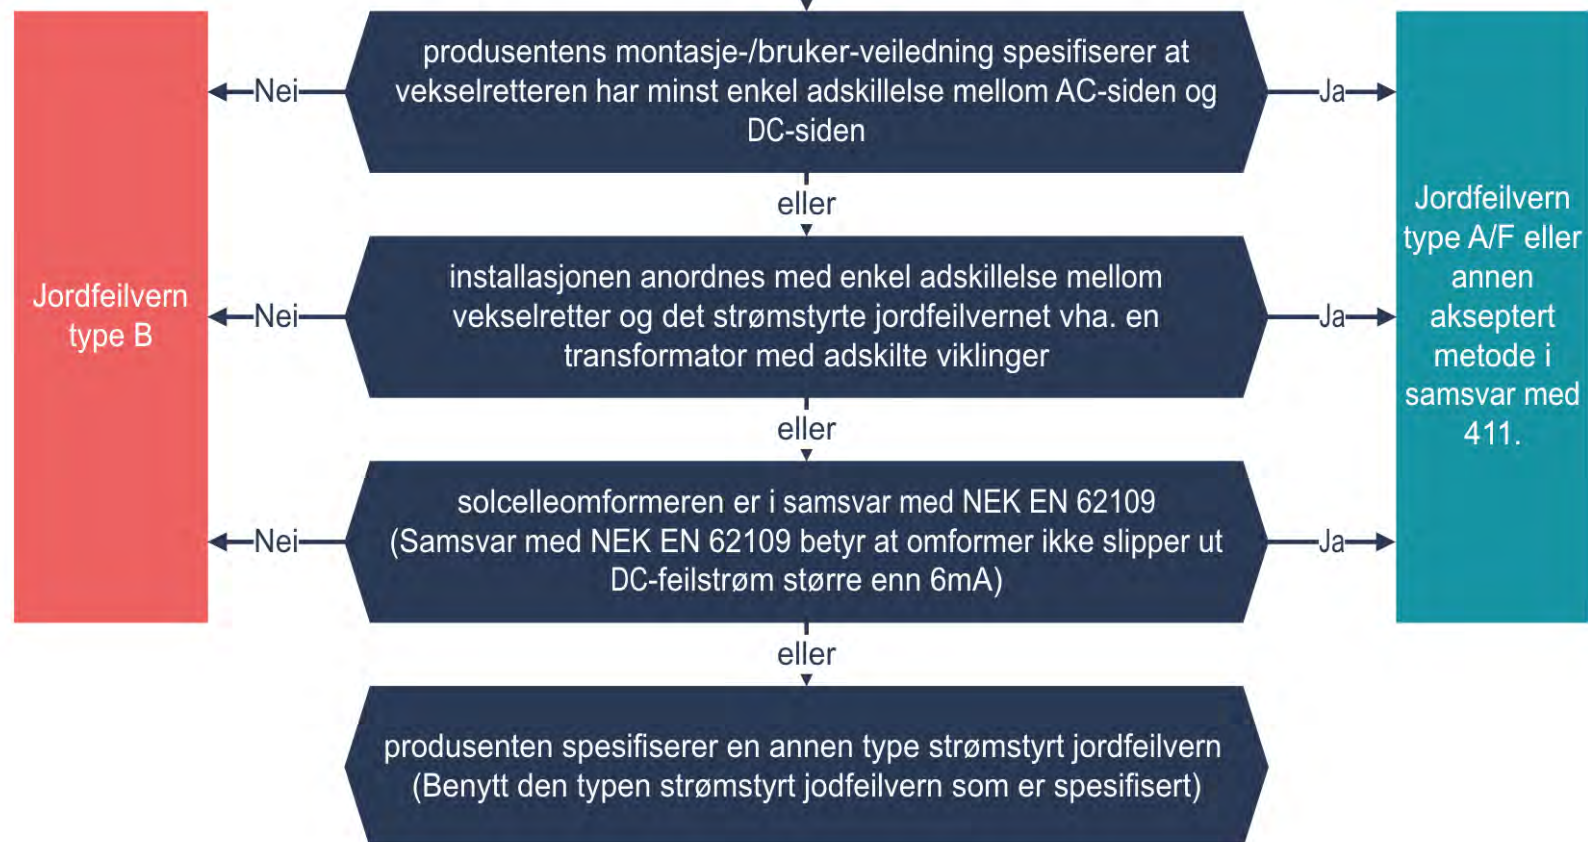 produsentens montasje-/bruker-veiledning spesifiserer at
vekselretteren har minst enkel adskillelse mellom AC-siden og
DC-siden
Nei
Ja
eller
installasjonen anordnes med enkel adskillelse mellom
vekselretter og det strømstyrte jordfeilvernet vha. en
transformator med adskilte viklinger
Nei
Ja
Jordfeilvern
type B
Jordfeilvern
type A/F eller
annen
akseptert
metode i
samsvar med
411.
eller
solcelleomformeren er i samsvar med NEK EN 62109
(Samsvar med NEK EN 62109 betyr at omformer ikke slipper ut
DC-feilstrøm større enn 6mA)
Nei
Ja
eller
produsenten spesifiserer en annen type strømstyrt jordfeilvern
(Benytt den typen strømstyrt jodfeilvern som er spesifisert)